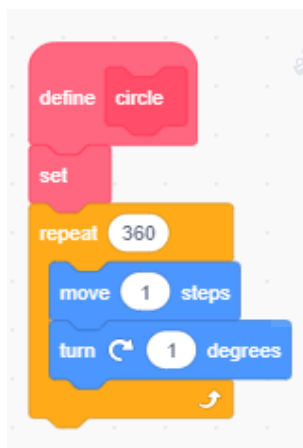 define circle
set
repeat 360
move 1 steps
turn 1 degrees